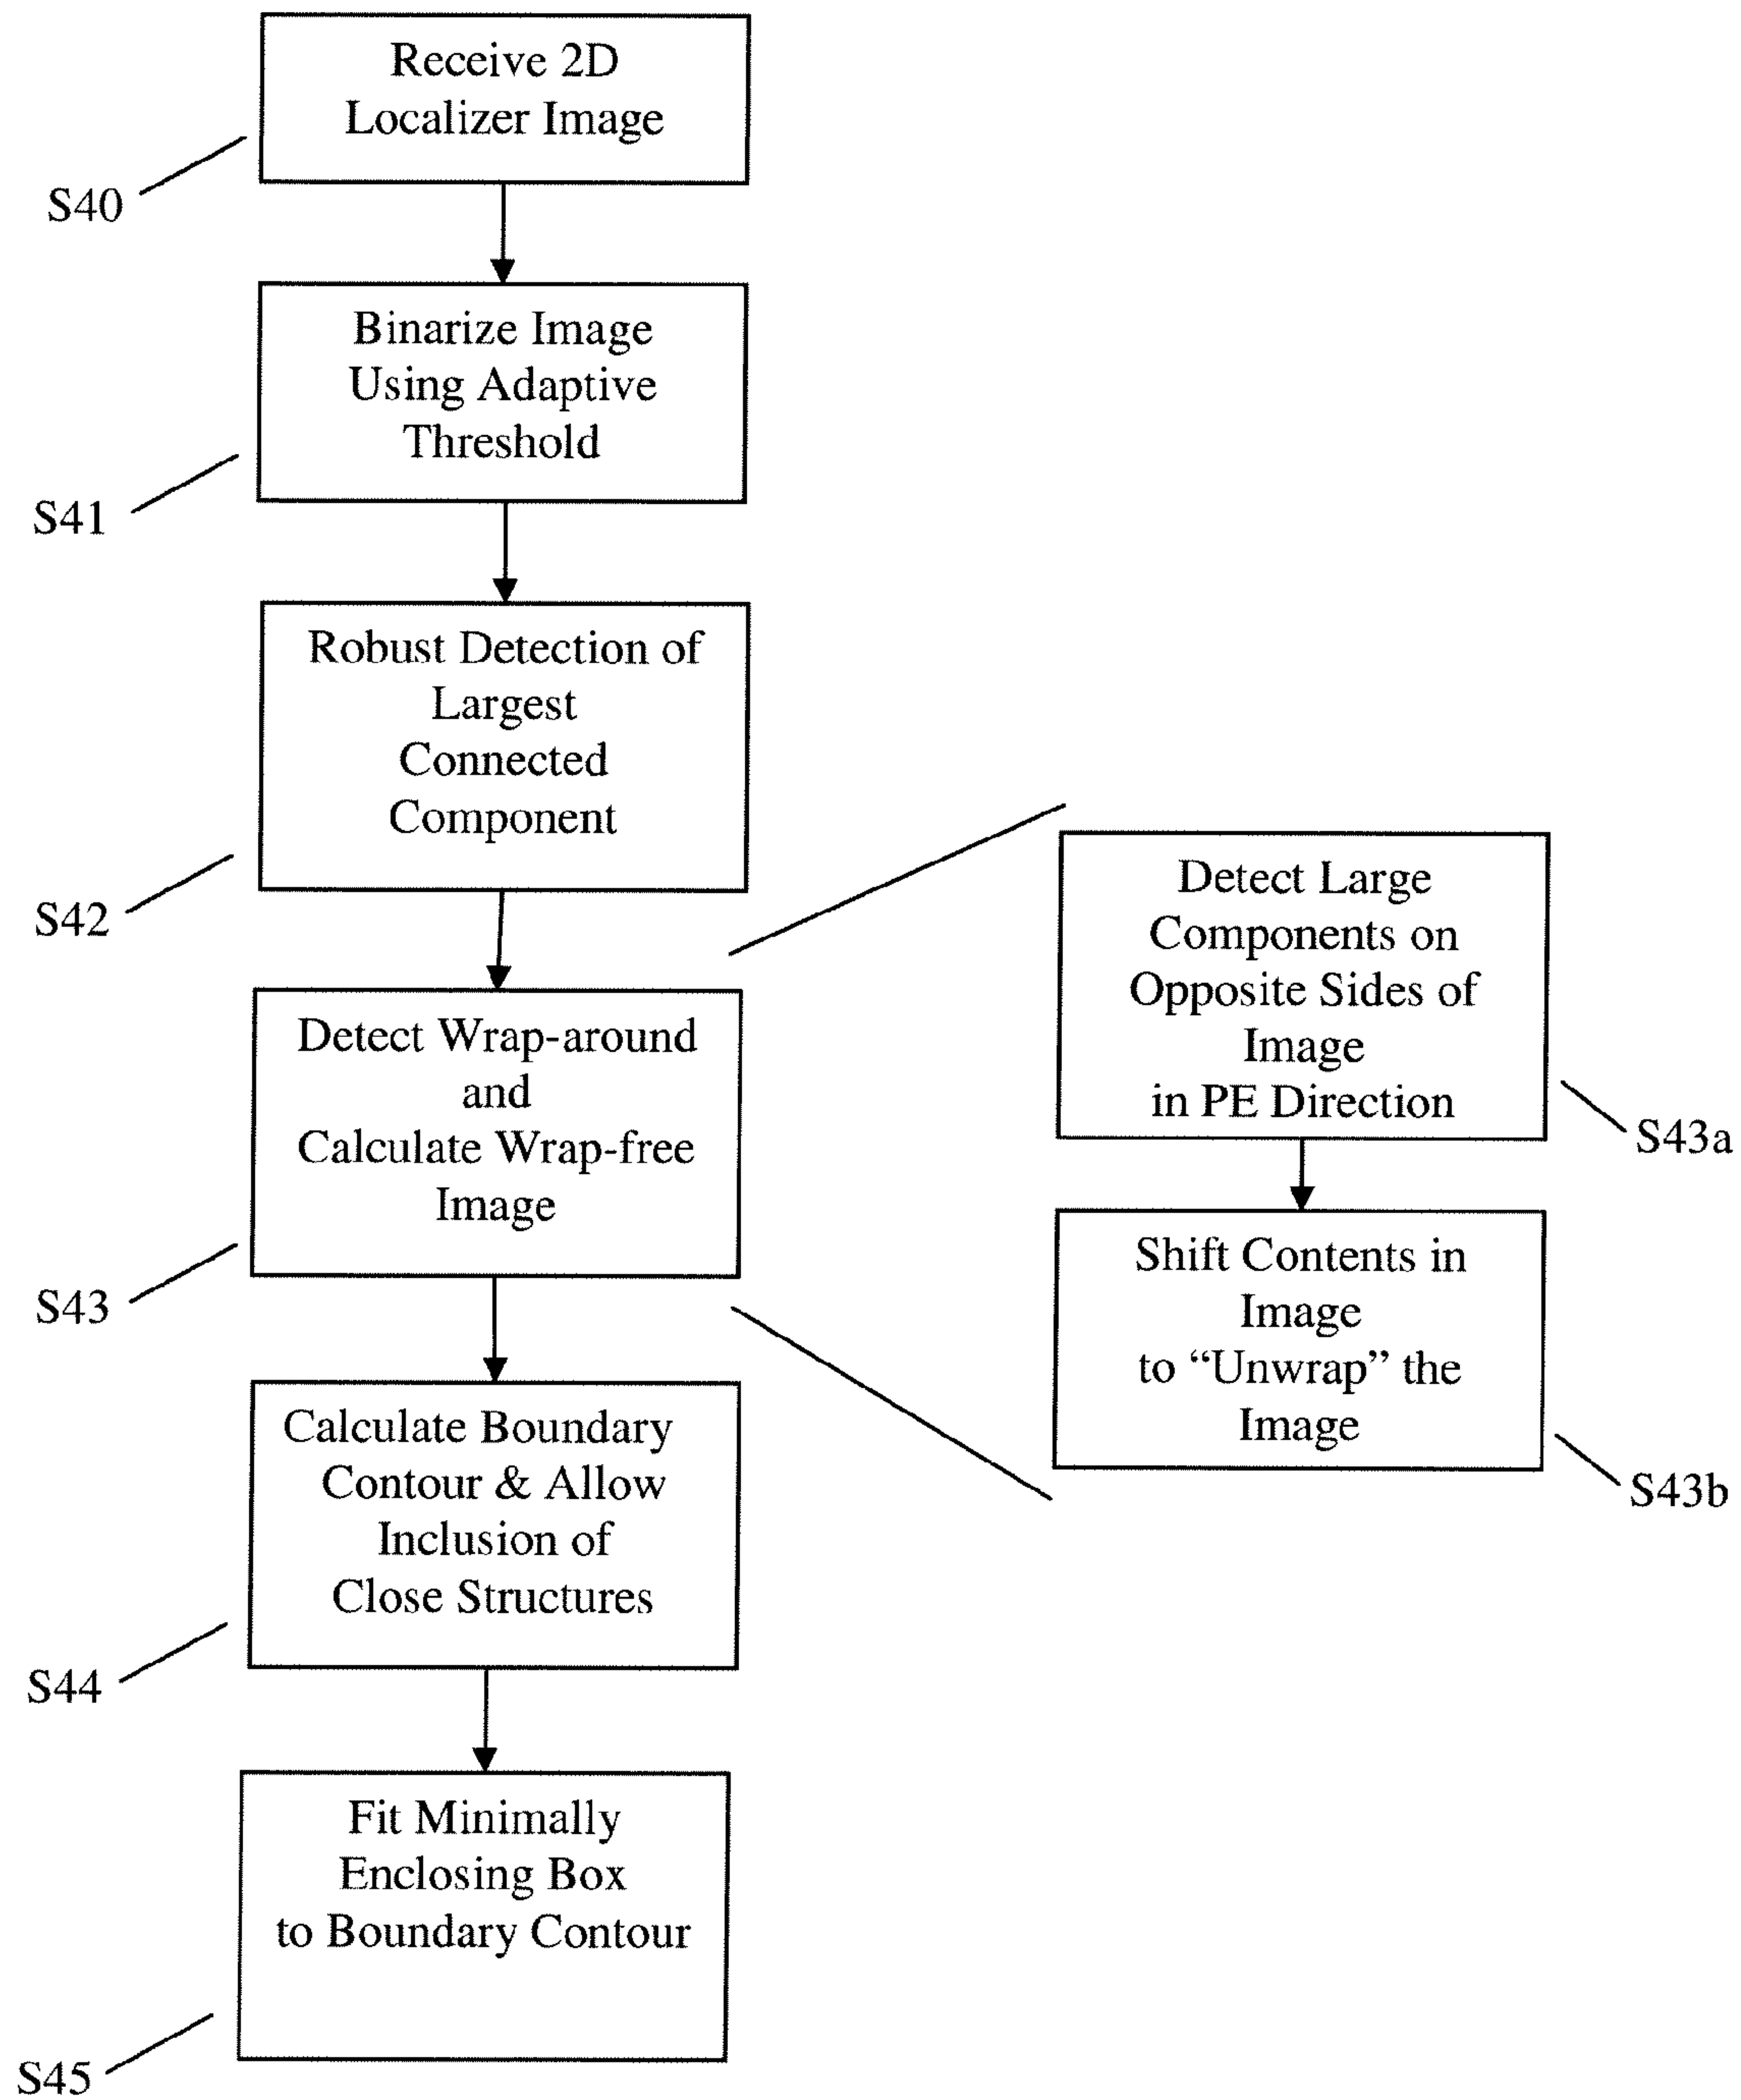 Receive 2D
Localizer Image
S40
Binarize Image
Using Adaptive
Threshold
S41
Robust Detection of
Largest
Connected
Component
S42
Detect Wrap-around
and
Calculate Wrap-free
Image
S43
Detect Large
Components on
Opposite Sides of
Image
in PE Direction
S43a
Shift Contents in
Image
to “Unwrap” the
Image
S43b
Calculate Boundary
Contour & Allow
Inclusion of
Close Structures
S44
Fit Minimally
Enclosing Box
to Boundary Contour
S45